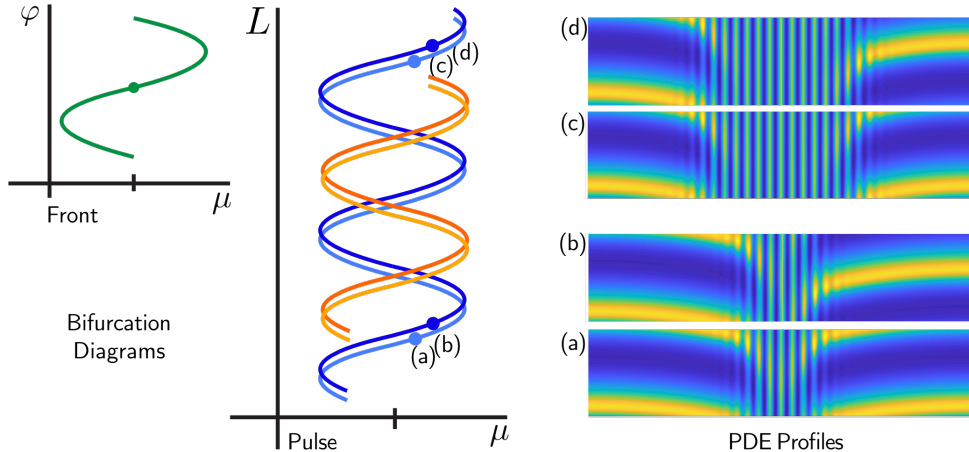 φ
μ
Front
Bifurcation
Diagrams
L
(c)
(d)
(a)
(b)
μ
Pulse
(d)
(c)
(b)
(a)
PDE Profiles